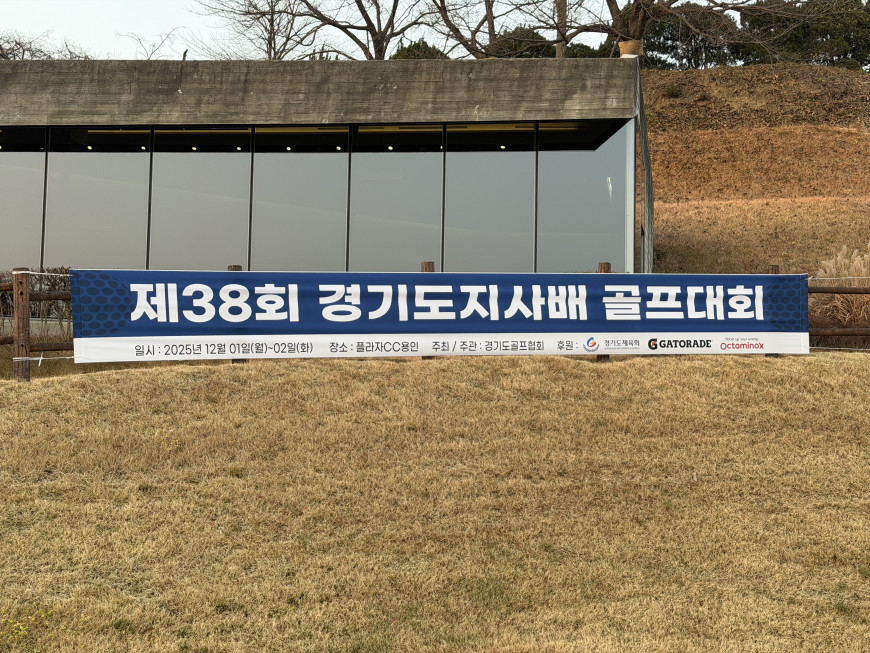 제38회 경기도지사배 골프대회
일시 : 2025년 12월 01일(월)~02일(화) 장소 : 플라자CC용인 주최 / 주관 : 경기도골프협회 후원 : 경기도체육회 GATORADE Octaminox